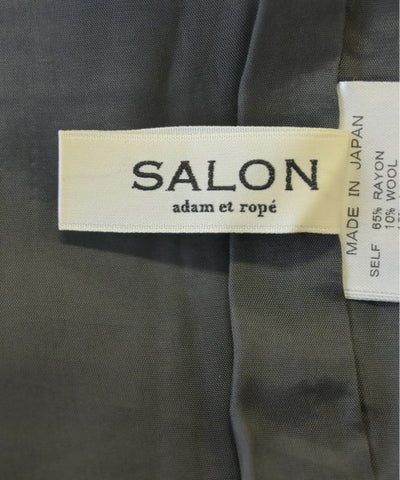 SALON
adam et ropé
MADE IN JAPAN
SELF 65% RAYON
10% WOOL